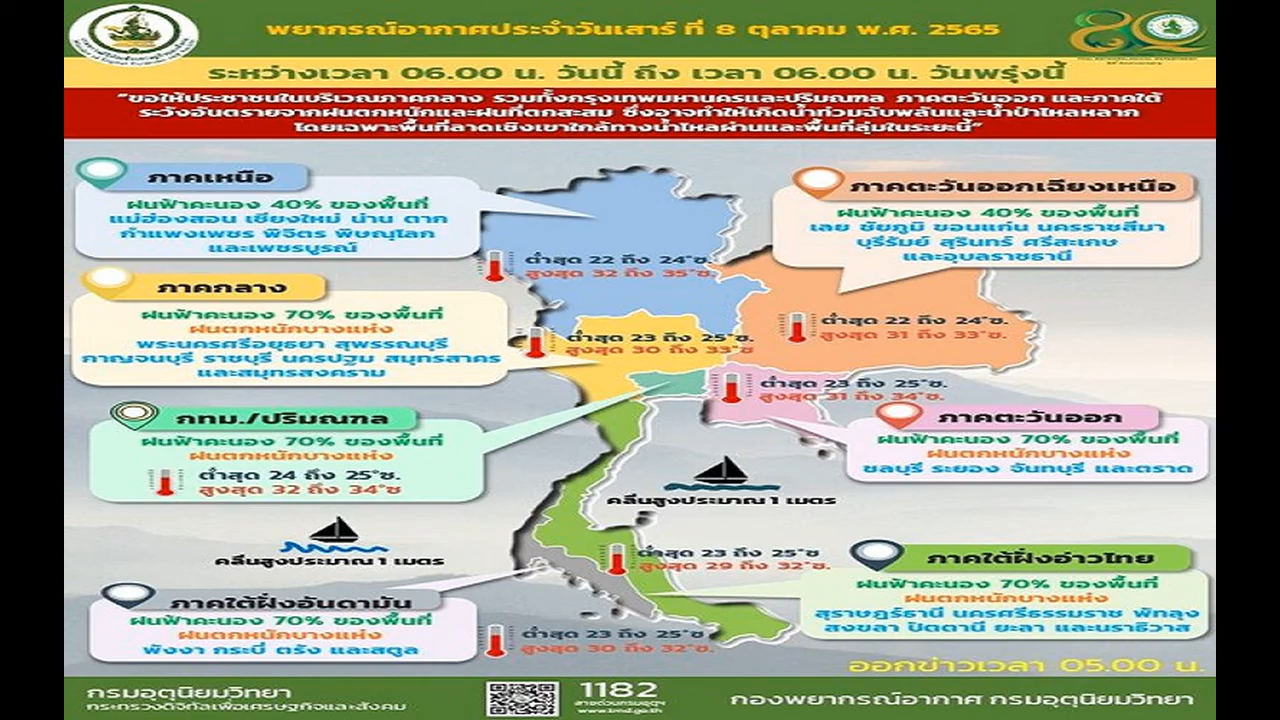 พยากรณ์อากาศประจำวันเสาร์ ที่ 8 ตุลาคม พ.ศ. 2565
ระหว่างเวลา 06.00 น. วันนี้ ถึง เวลา 06.00 น. วันพรุ่งนี้
"ขอให้ประชาชนในบริเวณภาคกลาง รวมทั้งกรุงเทพมหานครและปริมณฑล ภาคตะวันออก และภาคใต้
ระวังอันตรายจากฝนตกหนักและฝนที่ตกสะสม ซึ่งอาจทำให้เกิดน้ำท่วมฉับพลันและน้ำป่าไหลหลาก
โดยเฉพาะพื้นที่ลาดเชิงเขาใกล้ทางน้ำไหลผ่านและพื้นที่ลุ่มในระยะนี้"
ภาคเหนือ
ฝนฟ้าคะนอง 40% ของพื้นที่
แม่ฮ่องสอน เชียงใหม่ น่าน ตาก
กำแพงเพชร พิจิตร พิษณุโลก
และเพชรบูรณ์
ต่ำสุด 22 ถึง 24°ซ.
สูงสุด 32 ถึง 35°ซ.
ภาคตะวันออกเฉียงเหนือ
ฝนฟ้าคะนอง 40% ของพื้นที่
เลย ชัยภูมิ ขอนแก่น นครราชสีมา
บุรีรัมย์ สุรินทร์ ศรีสะเกษ
และอุบลราชธานี
ต่ำสุด 22 ถึง 24°ซ.
สูงสุด 31 ถึง 33°ซ.
ภาคกลาง
ฝนฟ้าคะนอง 70% ของพื้นที่
ฝนตกหนักบางแห่ง
พระนครศรีอยุธยา สุพรรณบุรี
กาญจนบุรี ราชบุรี นครปฐม สมุทรสาคร
และสมุทรสงคราม
ต่ำสุด 23 ถึง 25°ซ.
สูงสุด 30 ถึง 33°ซ
กทม./ปริมณฑล
ฝนฟ้าคะนอง 70% ของพื้นที่
ฝนตกหนักบางแห่ง
ต่ำสุด 24 ถึง 25°ซ.
สูงสุด 32 ถึง 34°ซ
ต่ำสุด 23 ถึง 25°ซ.
สูงสุด 31 ถึง 34°ซ.
ภาคตะวันออก
ฝนฟ้าคะนอง 70% ของพื้นที่
ฝนตกหนักบางแห่ง
ชลบุรี ระยอง จันทบุรี และตราด
คลื่นสูงประมาณ 1 เมตร
คลื่นสูงประมาณ 1 เมตร
ภาคใต้ฝั่งอ่าวไทย
ฝนฟ้าคะนอง 70% ของพื้นที่
ฝนตกหนักบางแห่ง
สุราษฎร์ธานี นครศรีธรรมราช พัทลุง
สงขลา ปัตตานี ยะลา และนราธิวาส
ต่ำสุด 23 ถึง 25°ซ
สูงสุด 29 ถึง 32°ซ.
ภาคใต้ฝั่งอันดามัน
ฝนฟ้าคะนอง 70% ของพื้นที่
ฝนตกหนักบางแห่ง
พังงา กระบี่ ตรัง และสตูล
ต่ำสุด 23 ถึง 25°ซ
สูงสุด 30 ถึง 32°ซ.
ออกข่าวเวลา 05.00 น.
กรมอุตุนิยมวิทยา
กระทรวงดิจิทัลเพื่อเศรษฐกิจและสังคม
1182
สายด่วนกรมอุตุฯ
www.tmd.go.th
กองพยากรณ์อากาศ กรมอุตุนิยมวิทยา